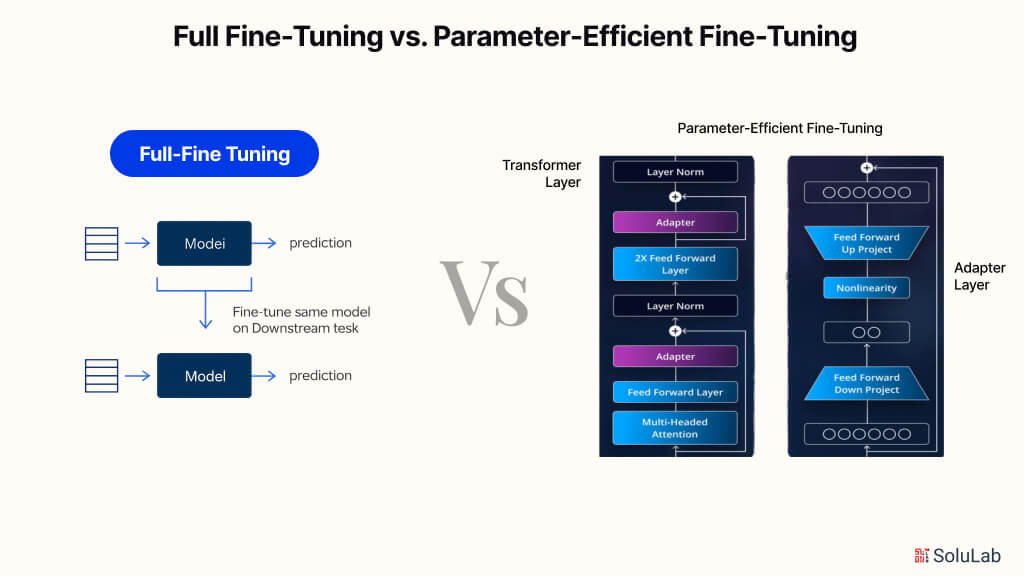 Full Fine-Tuning vs. Parameter-Efficient Fine-Tuning
Full-Fine Tuning
Modei
prediction
Fine-tune same model
on Downstream tesk
Model
prediction
Vs
Parameter-Efficient Fine-Tuning
Transformer
Layer
Layer Norm
Adapter
2X Feed Forward
Layer
Layer Norm
Adapter
Feed Forward Layer
Multi-Headed
Attention
Feed Forward
Up Project
Nonlinearity
Feed Forward
Down Project
Adapter
Layer
SoluLab